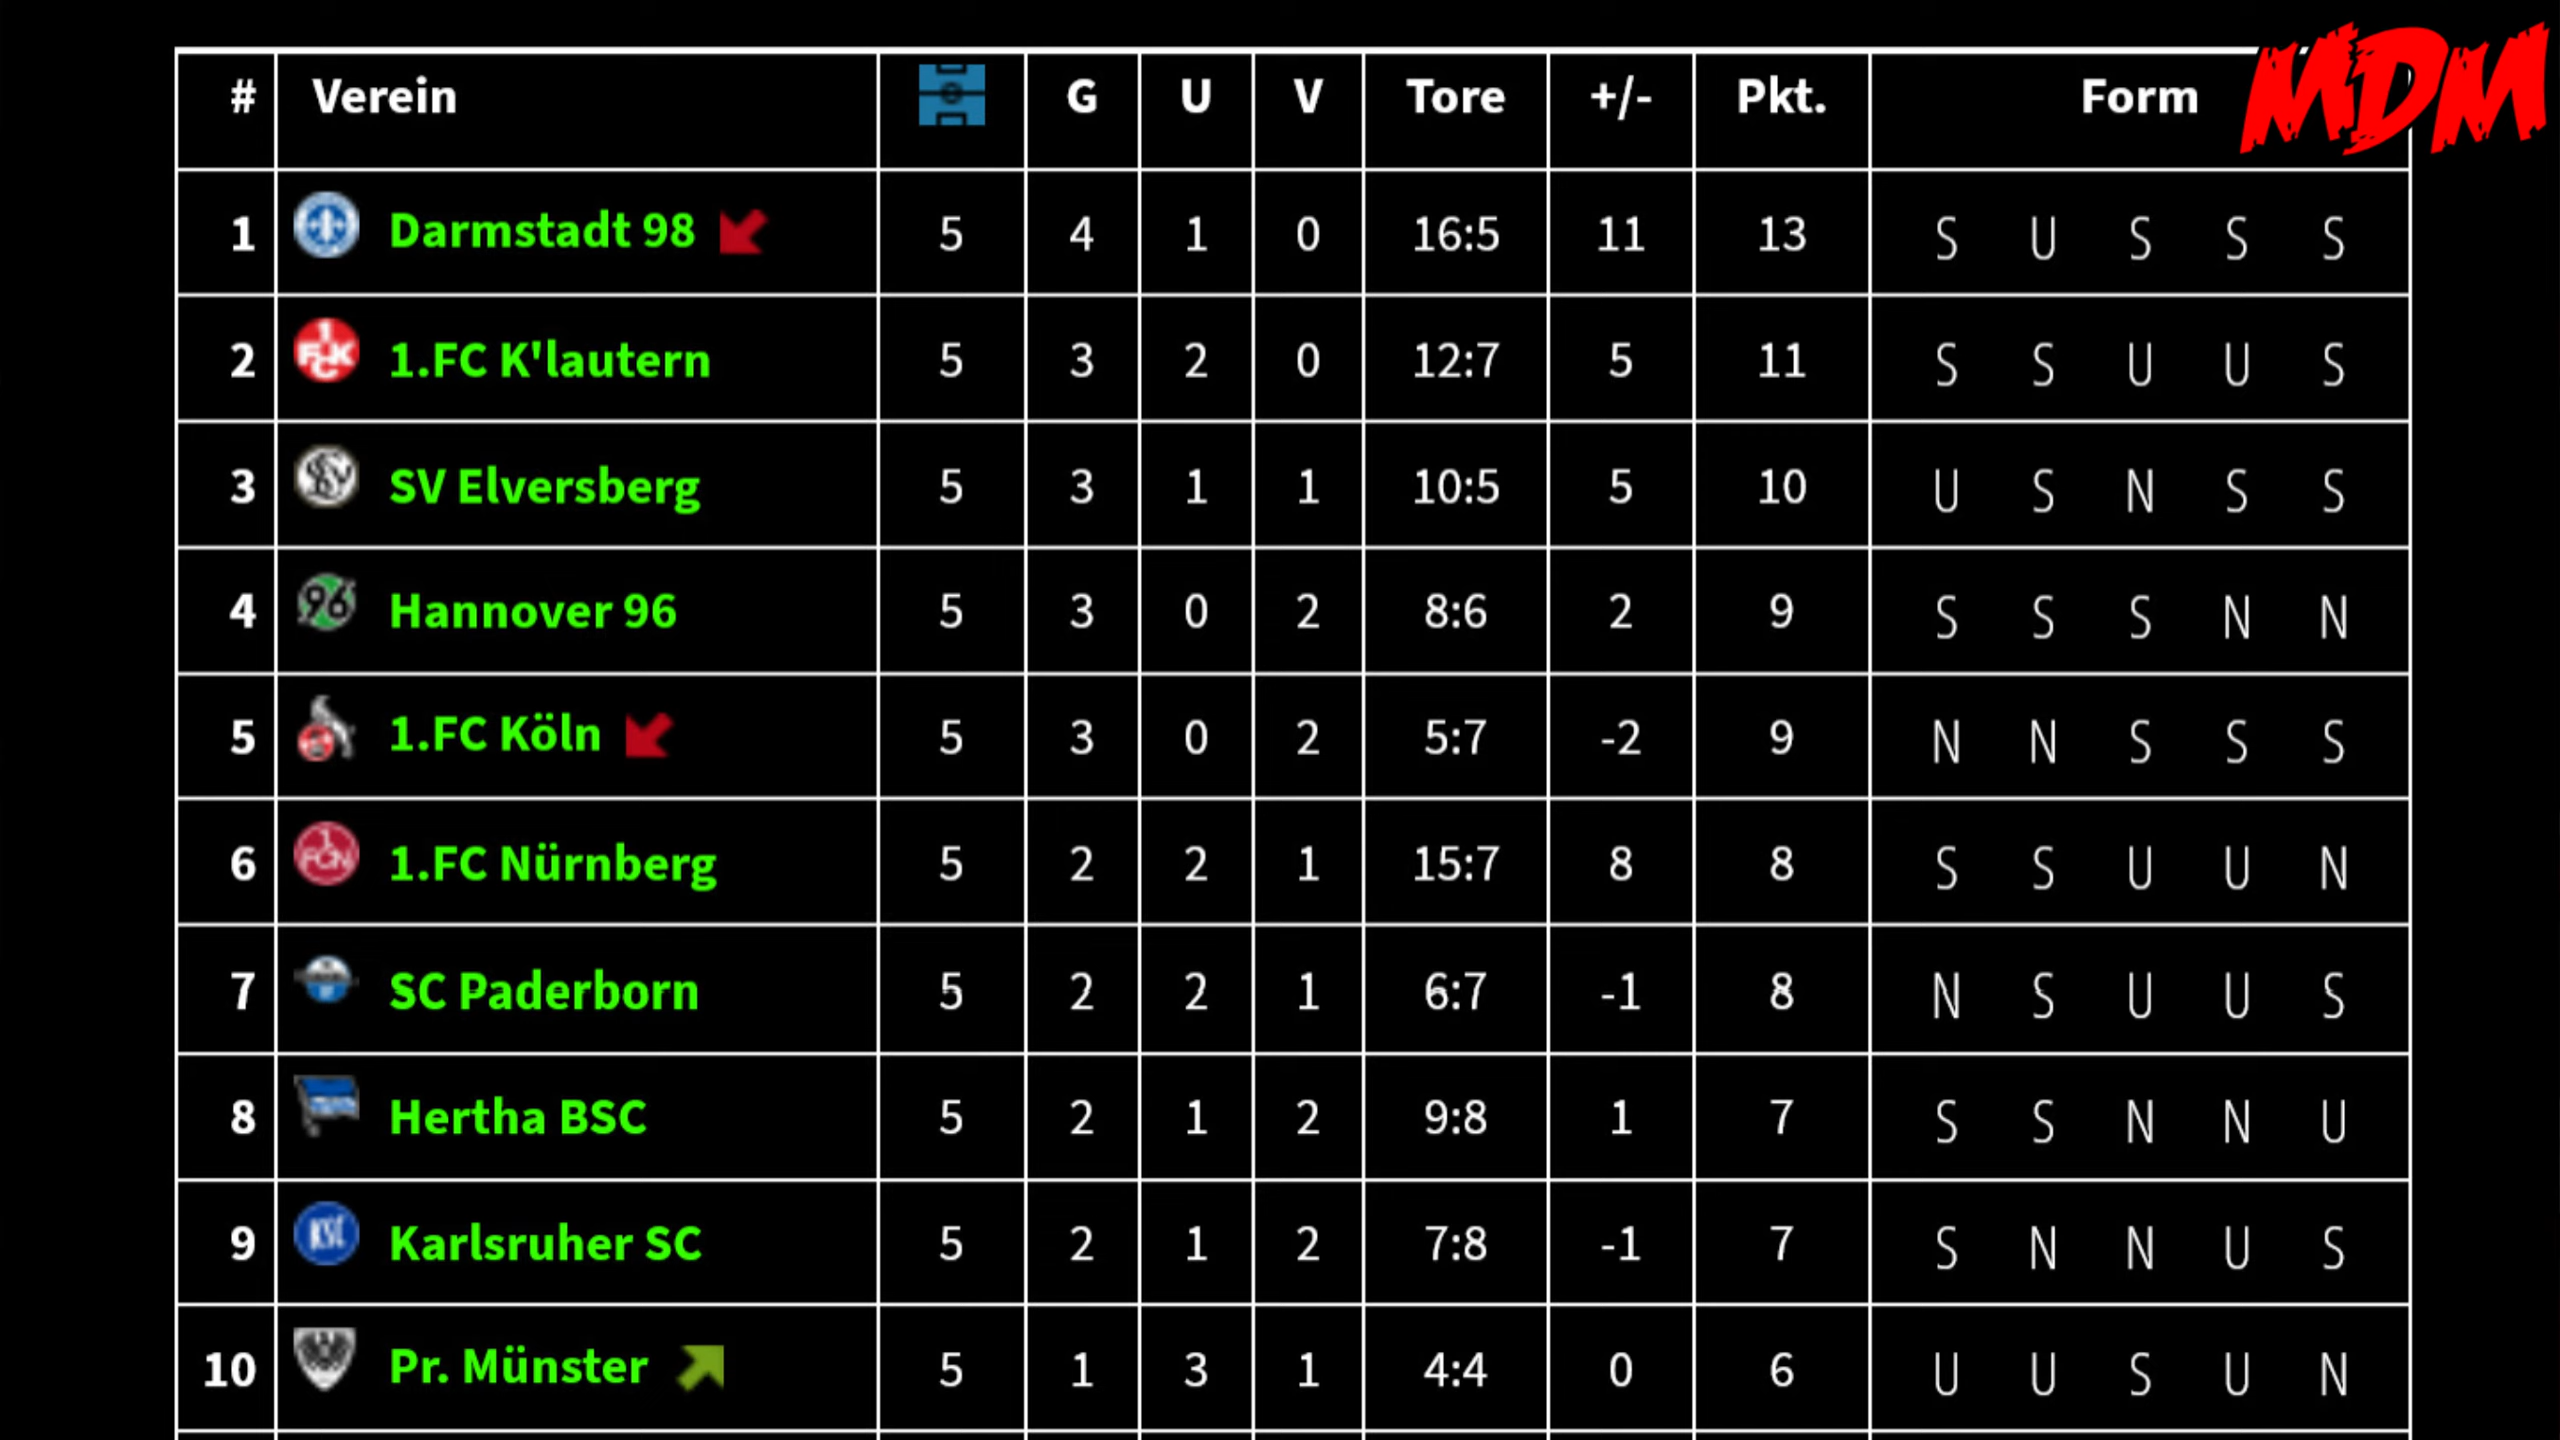 # Verein G U V Tore +/- Pkt. Form MDM
1 Darmstadt 98 5 4 1 0 16:5 11 13 S U S S S
2 1.FC K'lautern 5 3 2 0 12:7 5 11 S S U U S
3 SV Elversberg 5 3 1 1 10:5 5 10 U S N S S
4 96 Hannover 96 5 3 0 2 8:6 2 9 S S S N N
5 1.FC Köln 5 3 0 2 5:7 -2 9 N N S S S
6 1.FC Nürnberg 5 2 2 1 15:7 8 8 S S U U N
7 SC Paderborn 5 2 2 1 6:7 -1 8 N S U U S
8 Hertha BSC 5 2 1 2 9:8 1 7 S S N N U
9 KSC Karlsruher SC 5 2 1 2 7:8 -1 7 S N N U S
10 Pr. Münster 5 1 3 1 4:4 0 6 U U S U N